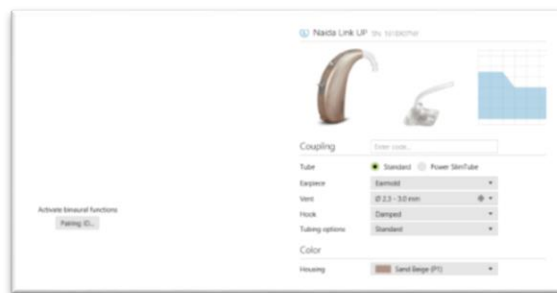 Naida Link UP
Coupling
Enter code...
Tube
Standard
Power SlimTube
Earpiece
Earmold
Vent
Ø 2.3 - 3.0 mm
Hook
Damped
Tubing options
Standard
Activate binaural functions
Pairing ID...
Color
Housing
Sand Beige (P1)